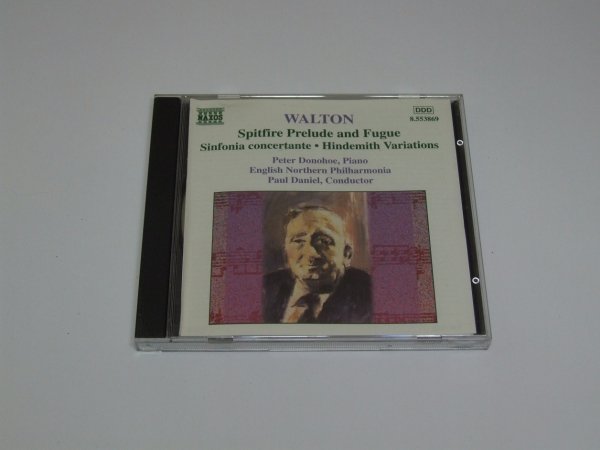 NAXOS
DDD
8.553869
WALTON
Spitfire Prelude and Fugue
Sinfonia concertante • Hindemith Variations
Peter Donohoe, Piano
English Northern Philharmonia
Paul Daniel, Conductor